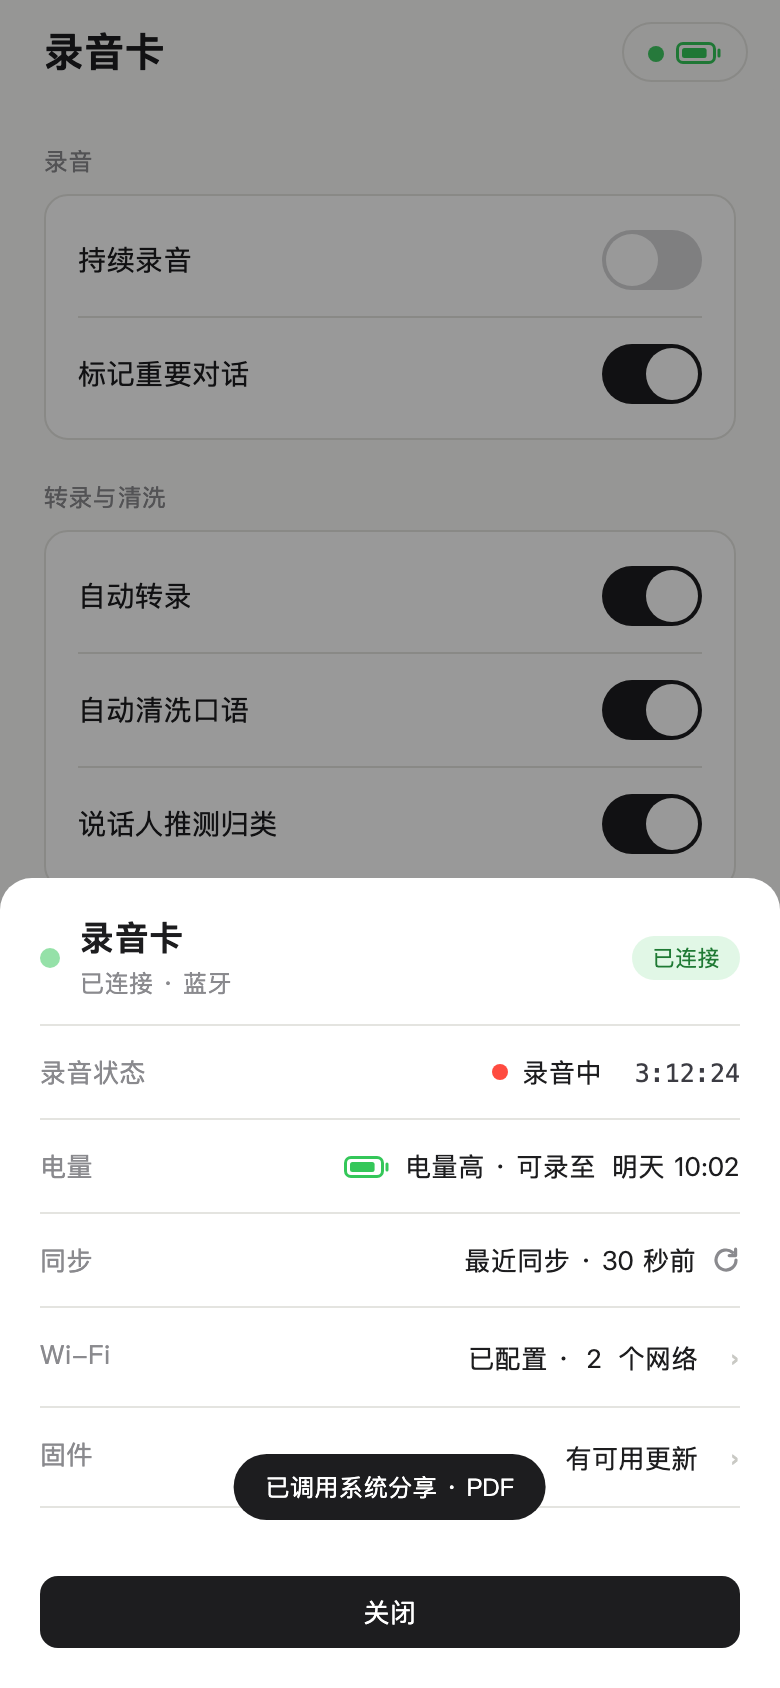 录音卡
录音
持续录音
标记重要对话
转录与清洗
自动转录
自动清洗口语
说话人推测归类
录音卡
已连接 · 蓝牙
已连接
录音状态 录音中 3:12:24
电量 电量高 · 可录至 明天 10:02
同步 最近同步 · 30 秒前
Wi–Fi 已配置 · 2 个网络 ›
固件 有可用更新 ›
已调用系统分享 · PDF
关闭